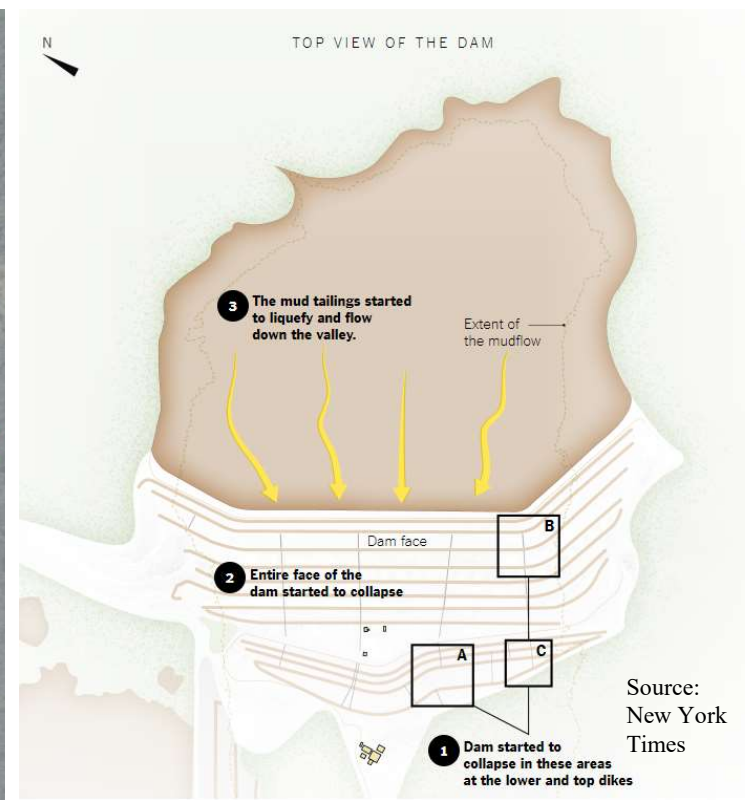 N
TOP VIEW OF THE DAM
3
The mud tailings started
to liquefy and flow
down the valley.
Extent of
the mudflow
B
Dam face
2
Entire face of the
dam started to collapse
A
C
Source:
New York
Times
1
Dam started to
collapse in these areas
at the lower and top dikes